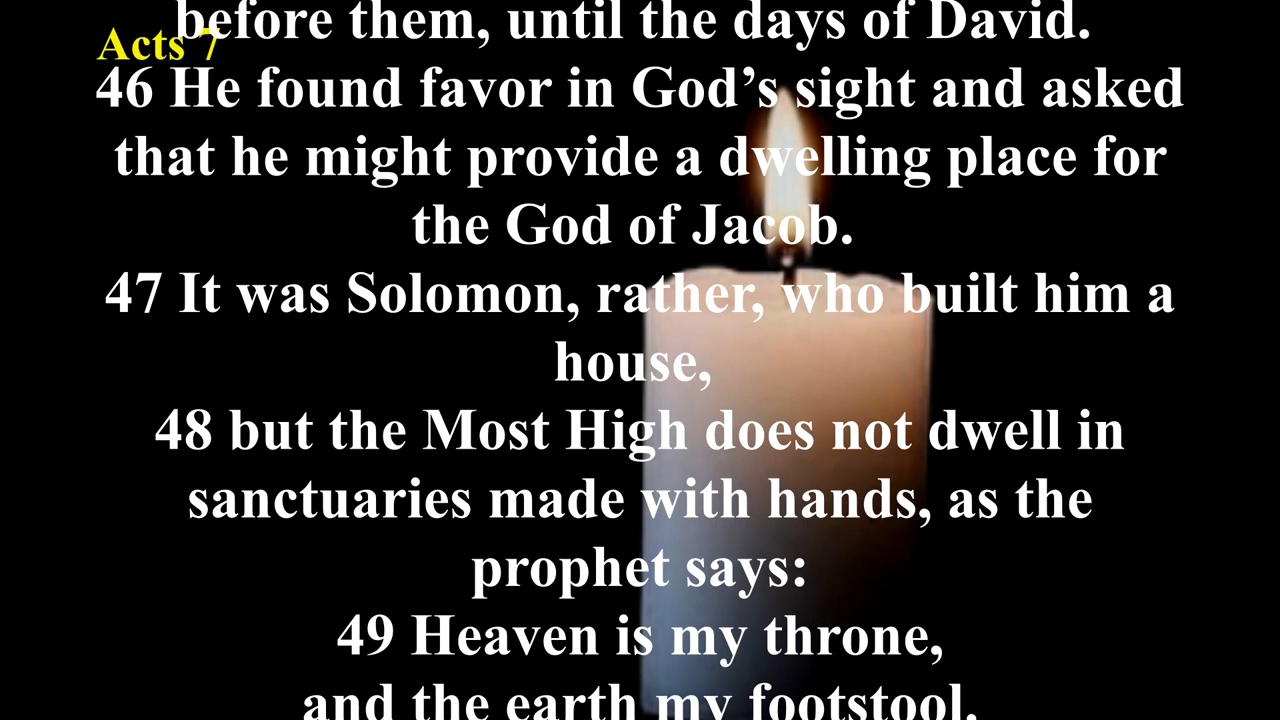 before them, until the days of David.
Acts 7
46 He found favor in God’s sight and asked
that he might provide a dwelling place for
the God of Jacob.
47 It was Solomon, rather, who built him a
house,
48 but the Most High does not dwell in
sanctuaries made with hands, as the
prophet says:
49 Heaven is my throne,
and the earth my footstool.